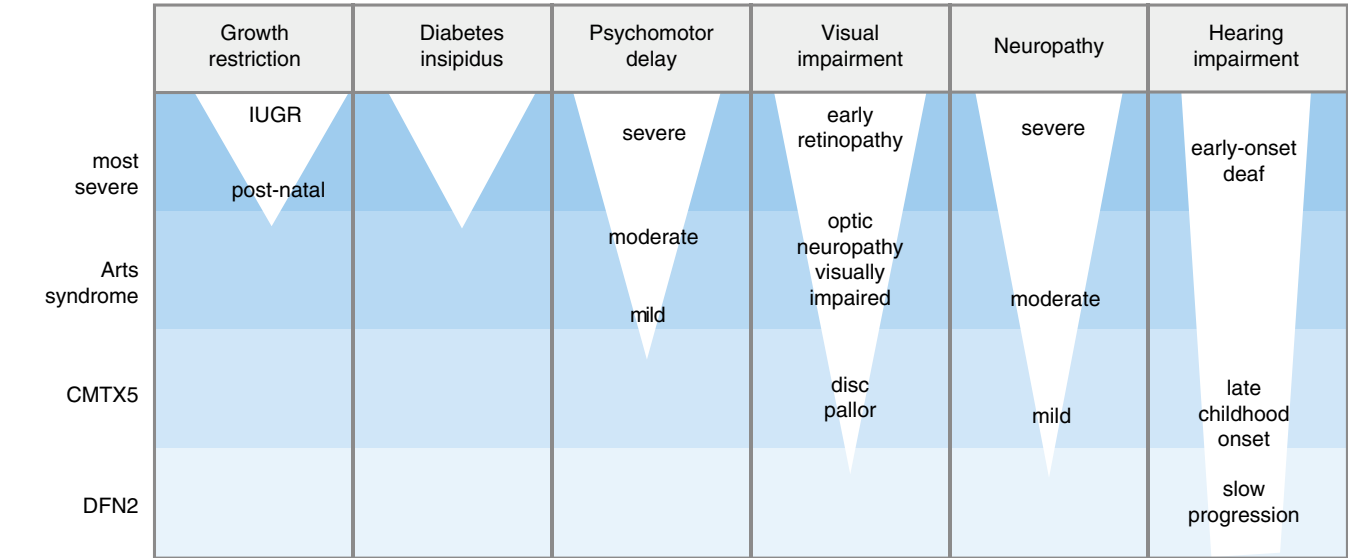 Growth
restriction
Diabetes
insipidus
Psychomotor
delay
Visual
impairment
Neuropathy
Hearing
impairment
most
severe
IUGR
post-natal
severe
early
retinopathy
severe
early-onset
deaf
Arts
syndrome
moderate
mild
optic
neuropathy
visually
impaired
moderate
CMTX5
disc
pallor
mild
late
childhood
onset
DFN2
slow
progression